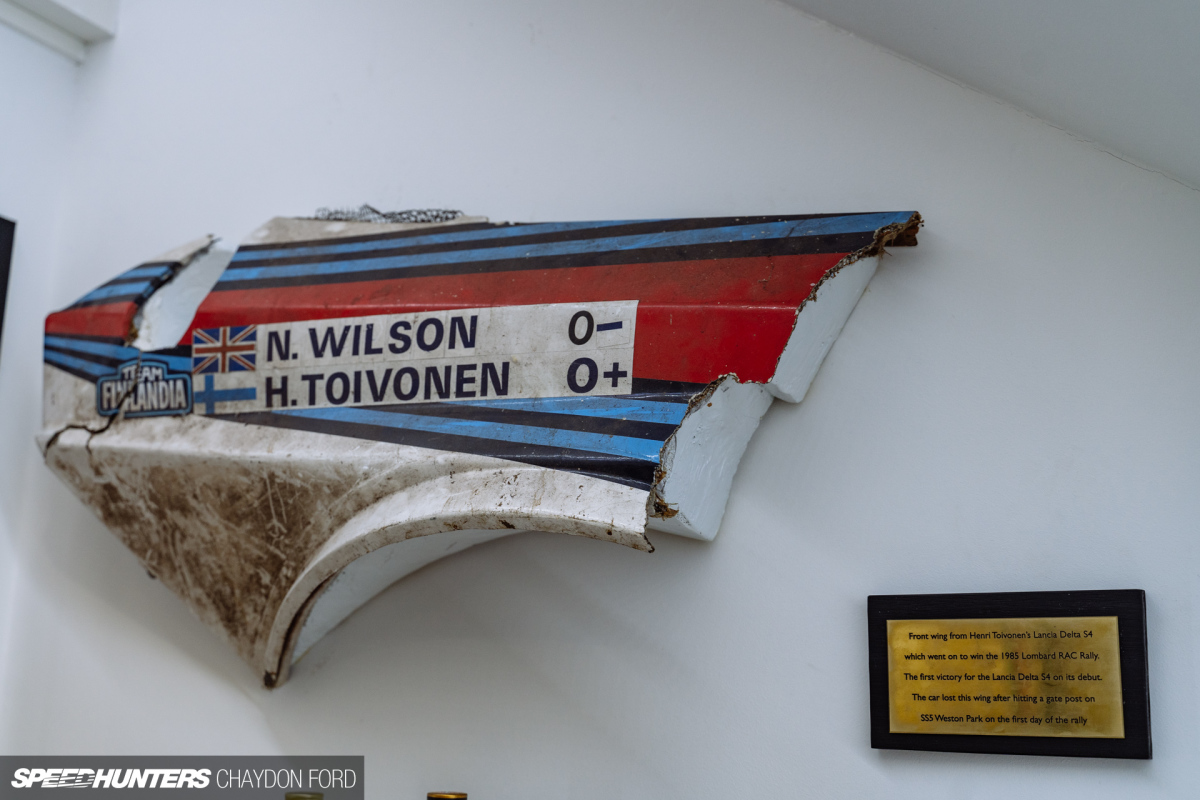 N. WILSON O-
H. TOIVONEN O+
TEAM
FINLANDIA
Front wing from Henri Toivonen's Lancia Delta S4
which went on to win the 1985 Lombard RAC Rally.
The first victory for the Lancia Delta S4 on its debut.
The car lost this wing after hitting a gate post on
SS5 Weston Park on the first day of the rally
SPEEDHUNTERS CHAYDON FORD